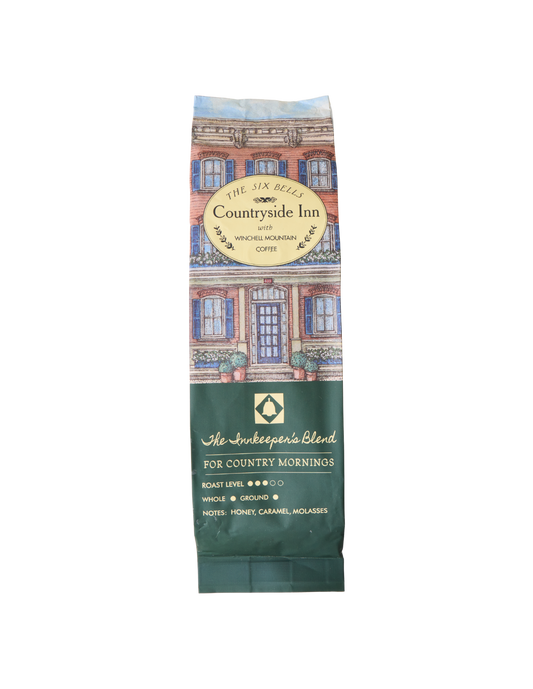 THE SIX BELLS
Countryside Inn
with
WINCHELL MOUNTAIN
COFFEE
The Innkeeper's Blend
FOR COUNTRY MORNINGS
ROAST LEVEL ●●●○○
WHOLE ● GROUND ●
NOTES: HONEY, CARAMEL, MOLASSES